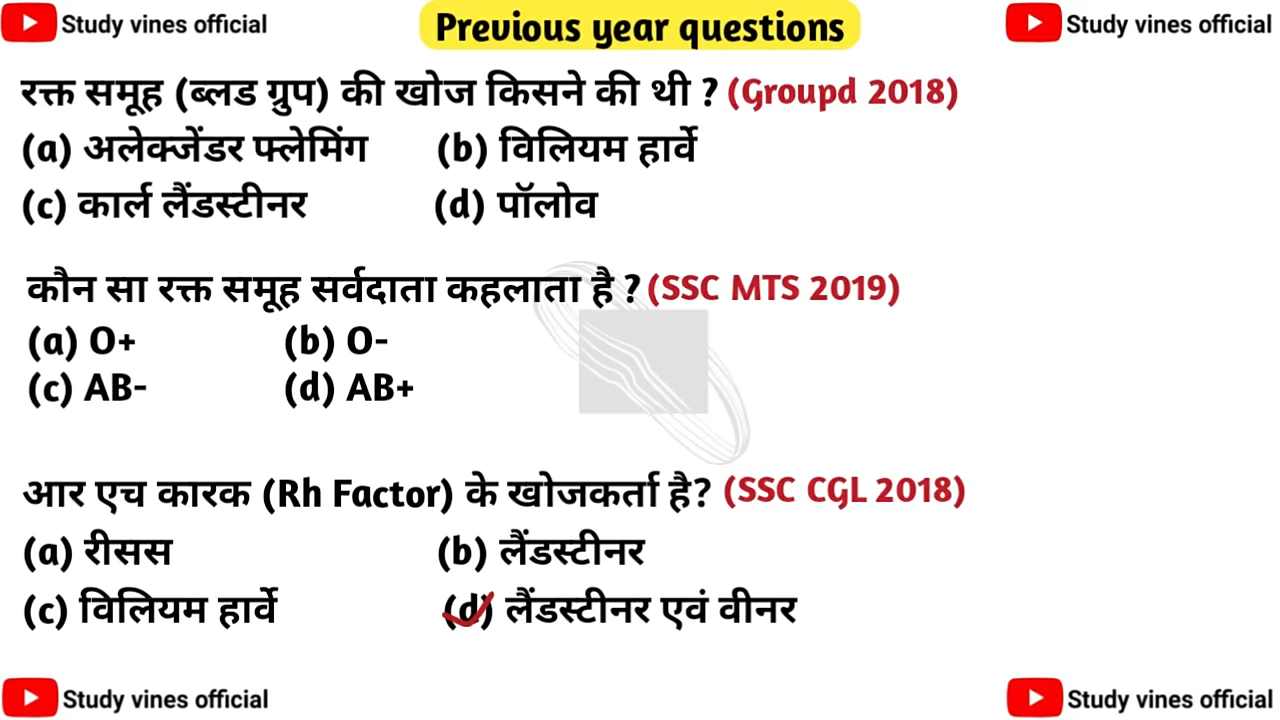 Study vines official
Previous year questions
Study vines official
रक्त समूह (ब्लड ग्रुप) की खोज किसने की थी ? (Groupd 2018)
(a) अलेक्जेंडर फ्लेमिंग (b) विलियम हार्वे
(c) कार्ल लैंडस्टीनर (d) पॉलोव
कौन सा रक्त समूह सर्वदाता कहलाता है ? (SSC MTS 2019)
(a) O+ (b) O-
(c) AB- (d) AB+
आर एच कारक (Rh Factor) के खोजकर्ता है? (SSC CGL 2018)
(a) रीसस (b) लैंडस्टीनर
(c) विलियम हार्वे (d) लैंडस्टीनर एवं वीनर
Study vines official
Study vines official